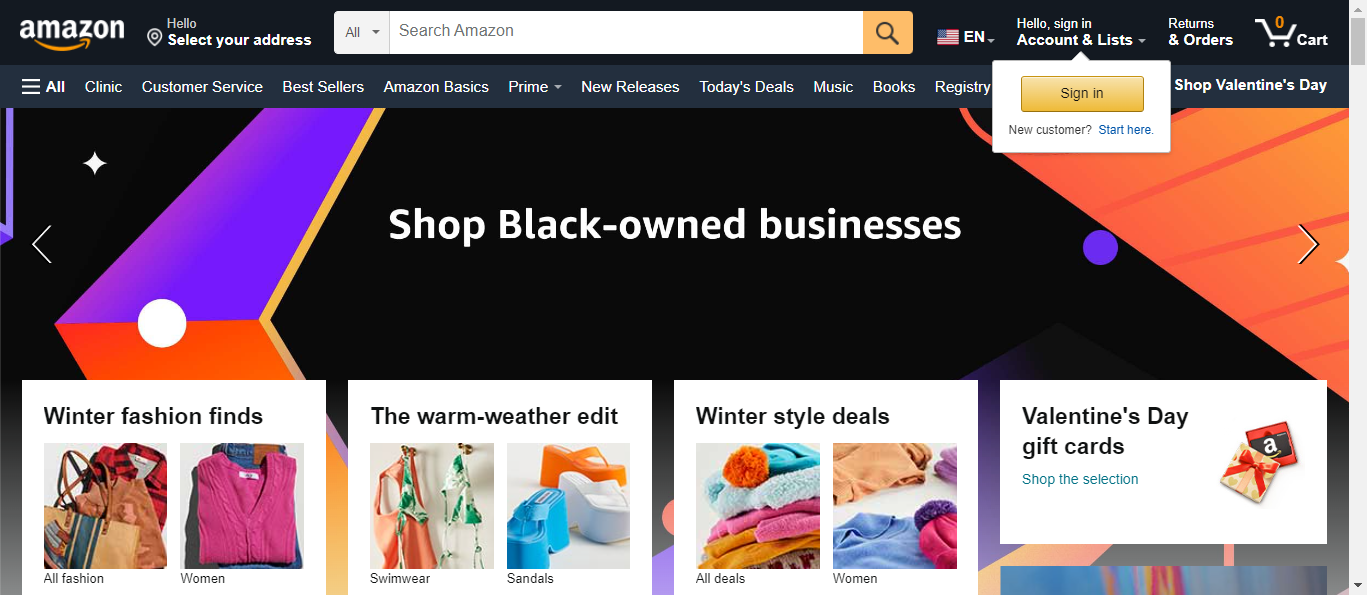 amazon
Hello
Select your address
All
Search Amazon
EN
Hello, sign in
Account & Lists
Returns
& Orders
0
Cart
All
Clinic
Customer Service
Best Sellers
Amazon Basics
Prime
New Releases
Today's Deals
Music
Books
Registry
Shop Valentine's Day
Sign in
New customer? Start here.
Shop Black-owned businesses
Winter fashion finds
All fashion
Women
The warm-weather edit
Swimwear
Sandals
Winter style deals
All deals
Women
Valentine's Day
gift cards
Shop the selection
a